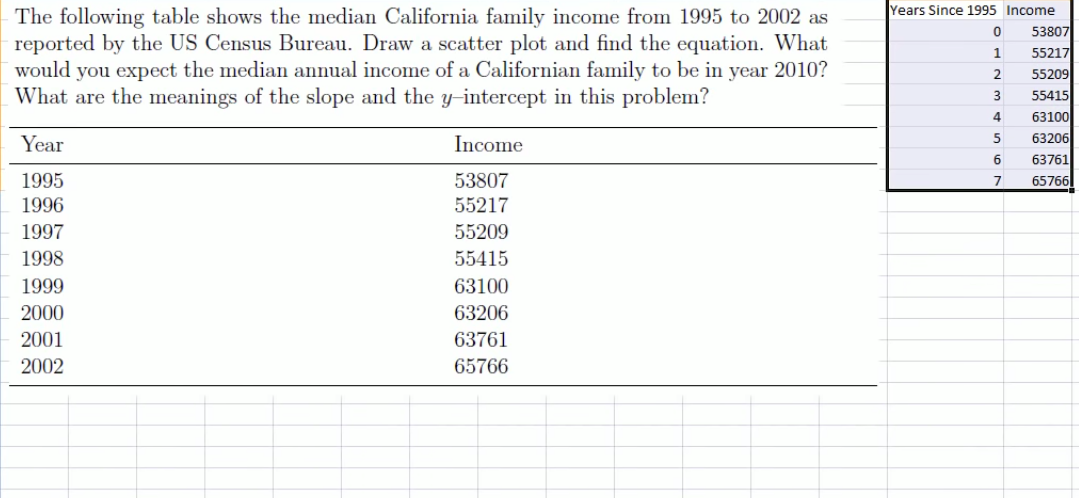 The following table shows the median California family income from 1995 to 2002 as
reported by the US Census Bureau. Draw a scatter plot and find the equation. What
would you expect the median annual income of a Californian family to be in year 2010?
What are the meanings of the slope and the y–intercept in this problem?
Year Income
1995 53807
1996 55217
1997 55209
1998 55415
1999 63100
2000 63206
2001 63761
2002 65766
Years Since 1995 Income
0 53807
1 55217
2 55209
3 55415
4 63100
5 63206
6 63761
7 65766